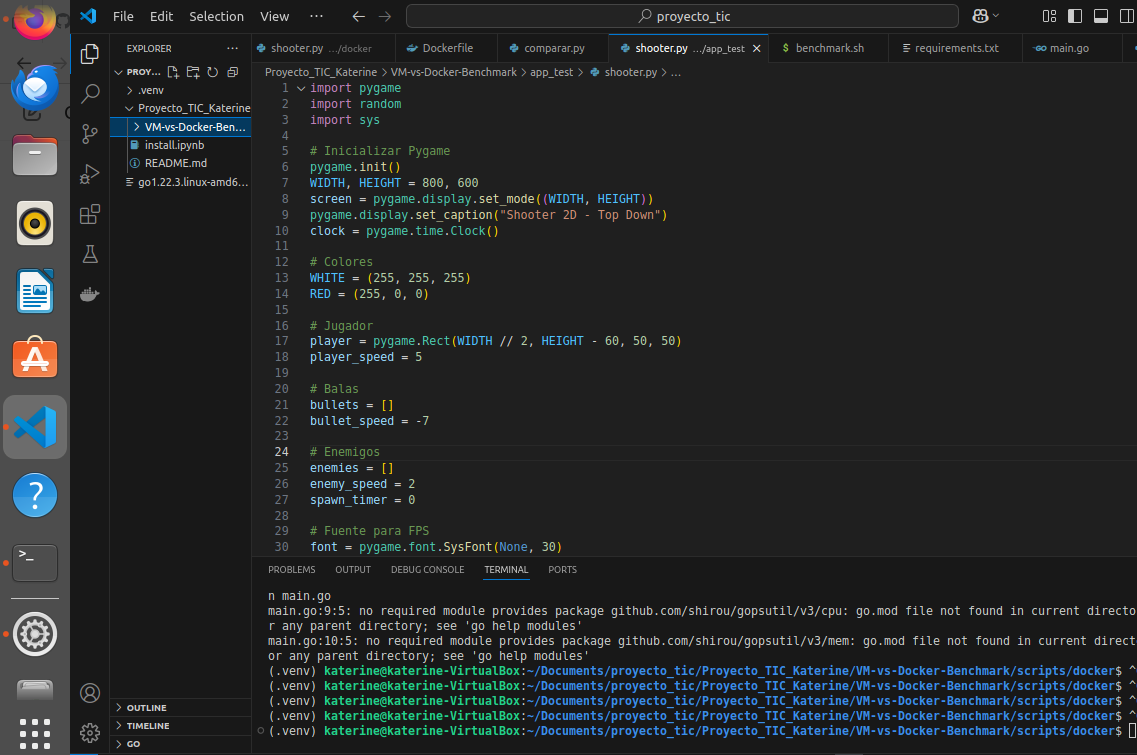 File Edit Selection View ··· proyecto_tic
EXPLORER ···
PROY...
.venv
Proyecto_TIC_Katerine
VM-vs-Docker-Ben...
install.ipynb
README.md
go1.22.3.linux-amd6...
OUTLINE
TIMELINE
GO
shooter.py .../docker Dockerfile comparar.py shooter.py .../app_test benchmark.sh requirements.txt main.go
Proyecto_TIC_Katerine > VM-vs-Docker-Benchmark > app_test > shooter.py > ...
1 import pygame
2 import random
3 import sys
4
5 # Inicializar Pygame
6 pygame.init()
7 WIDTH, HEIGHT = 800, 600
8 screen = pygame.display.set_mode((WIDTH, HEIGHT))
9 pygame.display.set_caption("Shooter 2D - Top Down")
10 clock = pygame.time.Clock()
11
12 # Colores
13 WHITE = (255, 255, 255)
14 RED = (255, 0, 0)
15
16 # Jugador
17 player = pygame.Rect(WIDTH // 2, HEIGHT - 60, 50, 50)
18 player_speed = 5
19
20 # Balas
21 bullets = []
22 bullet_speed = -7
23
24 # Enemigos
25 enemies = []
26 enemy_speed = 2
27 spawn_timer = 0
28
29 # Fuente para FPS
30 font = pygame.font.SysFont(None, 30)
PROBLEMS OUTPUT DEBUG CONSOLE TERMINAL PORTS
n main.go
main.go:9:5: no required module provides package github.com/shirou/gopsutil/v3/cpu: go.mod file not found in current directo
r any parent directory; see 'go help modules'
main.go:10:5: no required module provides package github.com/shirou/gopsutil/v3/mem: go.mod file not found in current direct
or any parent directory; see 'go help modules'
(.venv) katerine@katerine-VirtualBox:~/Documents/proyecto_tic/Proyecto_TIC_Katerine/VM-vs-Docker-Benchmark/scripts/docker$ ^
(.venv) katerine@katerine-VirtualBox:~/Documents/proyecto_tic/Proyecto_TIC_Katerine/VM-vs-Docker-Benchmark/scripts/docker$ ^
(.venv) katerine@katerine-VirtualBox:~/Documents/proyecto_tic/Proyecto_TIC_Katerine/VM-vs-Docker-Benchmark/scripts/docker$ ^
(.venv) katerine@katerine-VirtualBox:~/Documents/proyecto_tic/Proyecto_TIC_Katerine/VM-vs-Docker-Benchmark/scripts/docker$ ^
(.venv) katerine@katerine-VirtualBox:~/Documents/proyecto_tic/Proyecto_TIC_Katerine/VM-vs-Docker-Benchmark/scripts/docker$